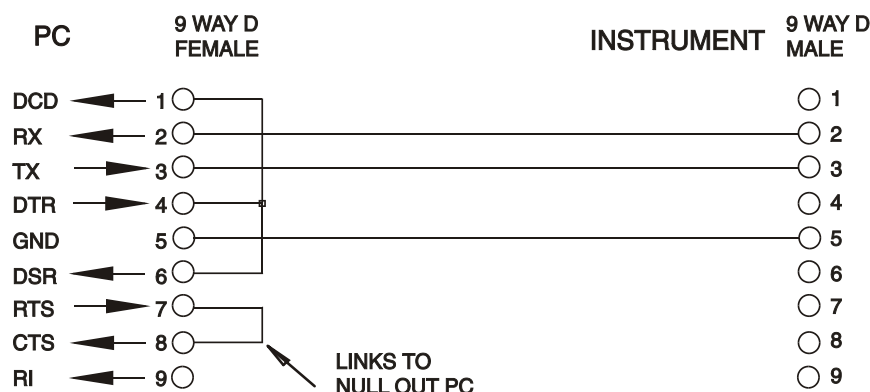 PC
9 WAY D
FEMALE
INSTRUMENT
9 WAY D
MALE
DCD 1 1
RX 2 2
TX 3 3
DTR 4 4
GND 5 5
DSR 6 6
RTS 7 7
CTS 8 8
RI 9 9
LINKS TO
NULL OUT PC